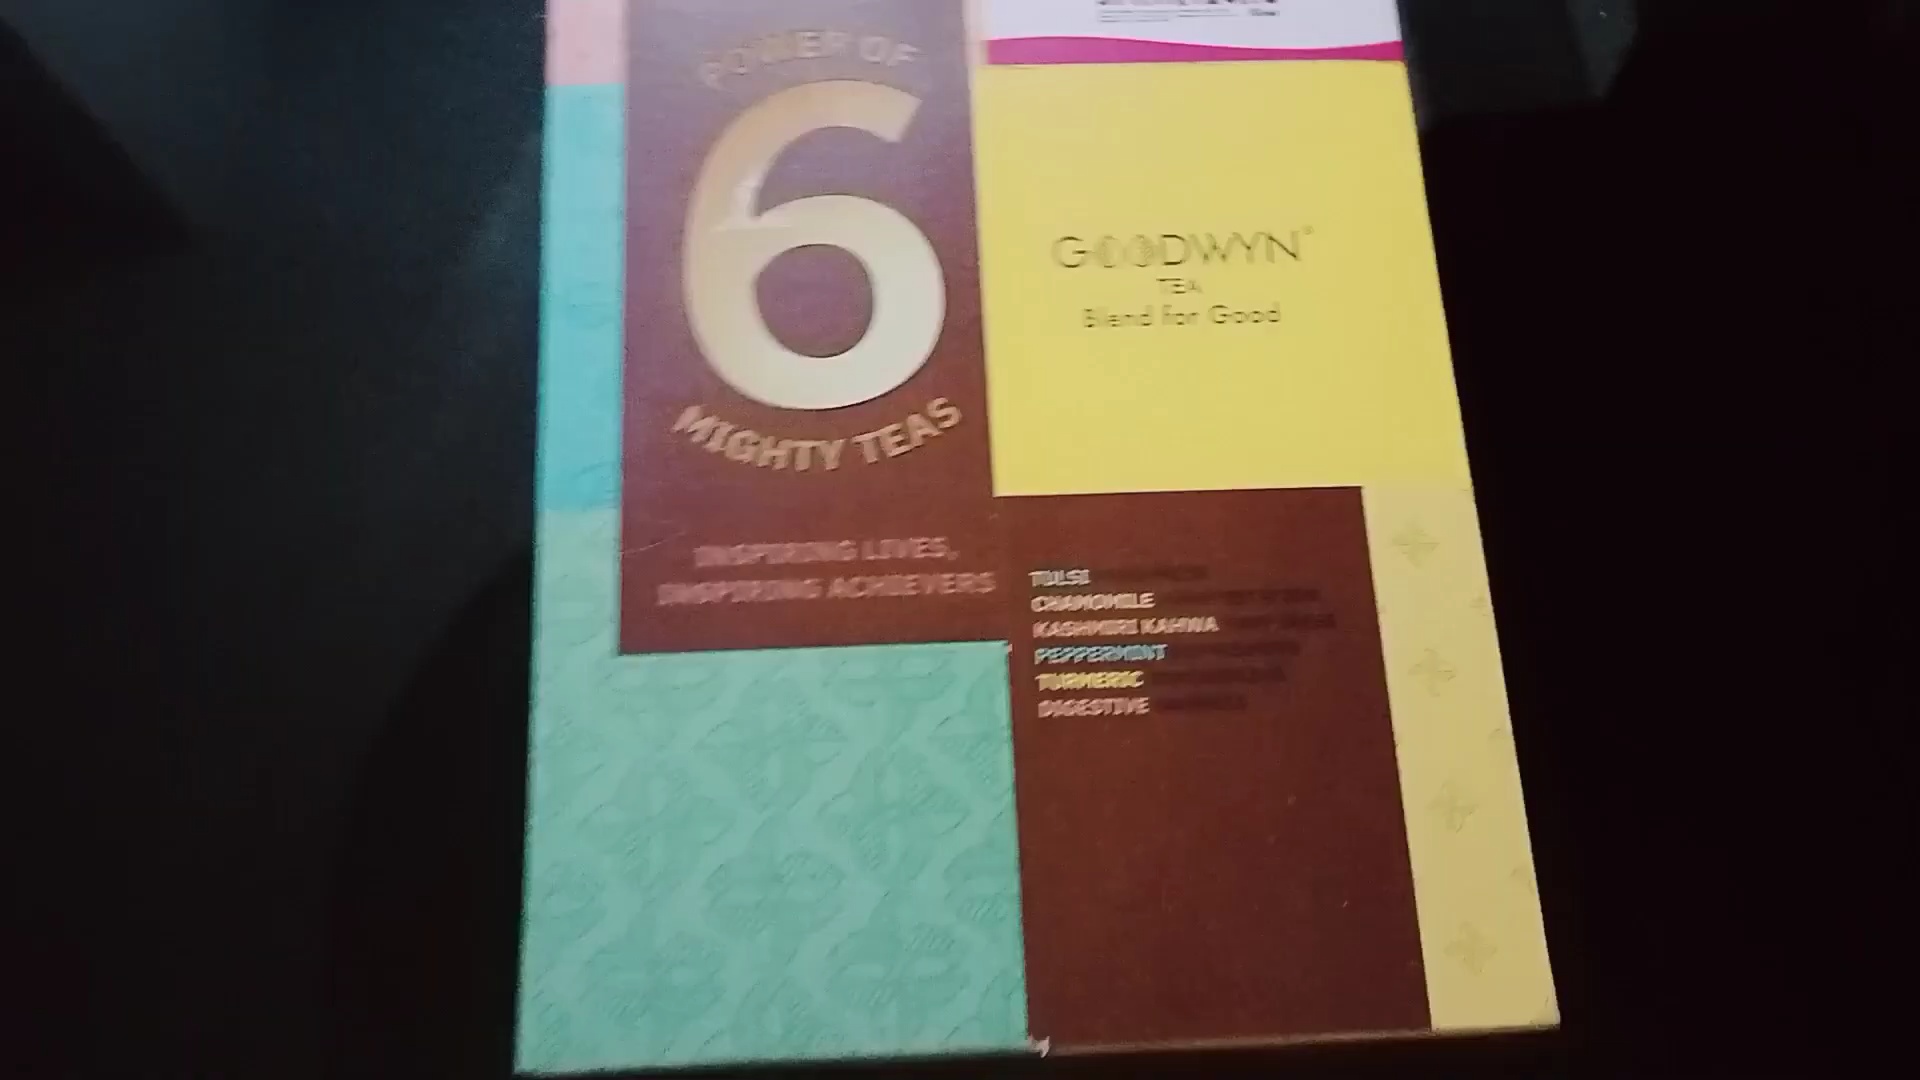 POWER OF
6
MIGHTY TEAS
INSPIRING LIVES,
INSPIRING ACHIEVERS
GOODWYN®
TEA
Blend for Good
TULSI
CHAMOMILE
KASHMIRI KAHWA
PEPPERMINT
TURMERIC
DIGESTIVE